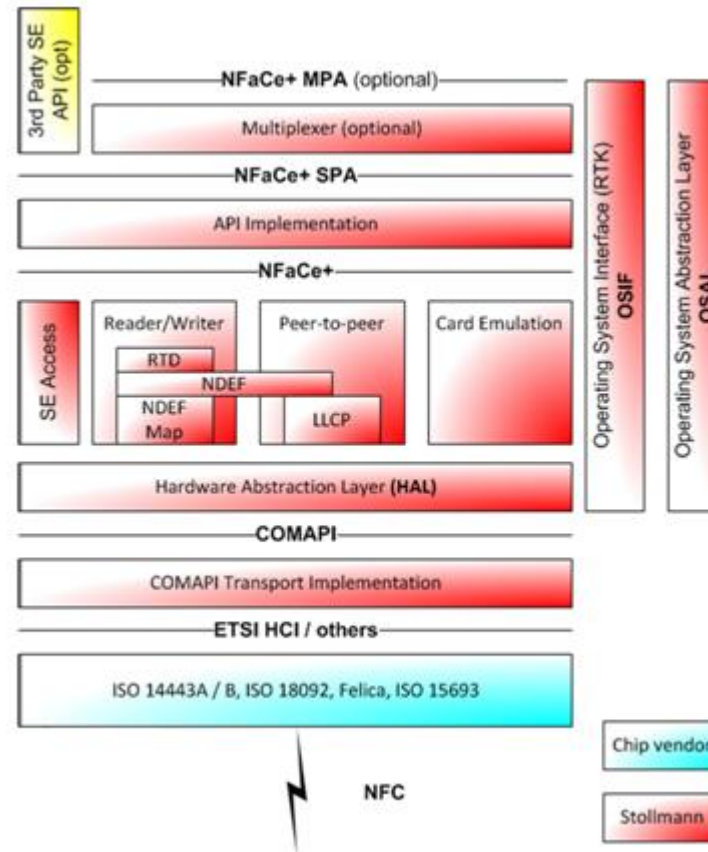 3rd Party SE
API (opt)
NFaCe+ MPA (optional)
Multiplexer (optional)
NFaCe+ SPA
API Implementation
NFaCe+
SE Access
Reader/Writer
RTD
NDEF
NDEF
Map
Peer-to-peer
LLCP
Card Emulation
Hardware Abstraction Layer (HAL)
COMAPI
COMAPI Transport Implementation
ETSI HCI / others
ISO 14443A / B, ISO 18092, Felica, ISO 15693
NFC
Operating System Interface (RTK)
OSIF
Operating System Abstraction Layer
OSAL
Chip vendor
Stollmann